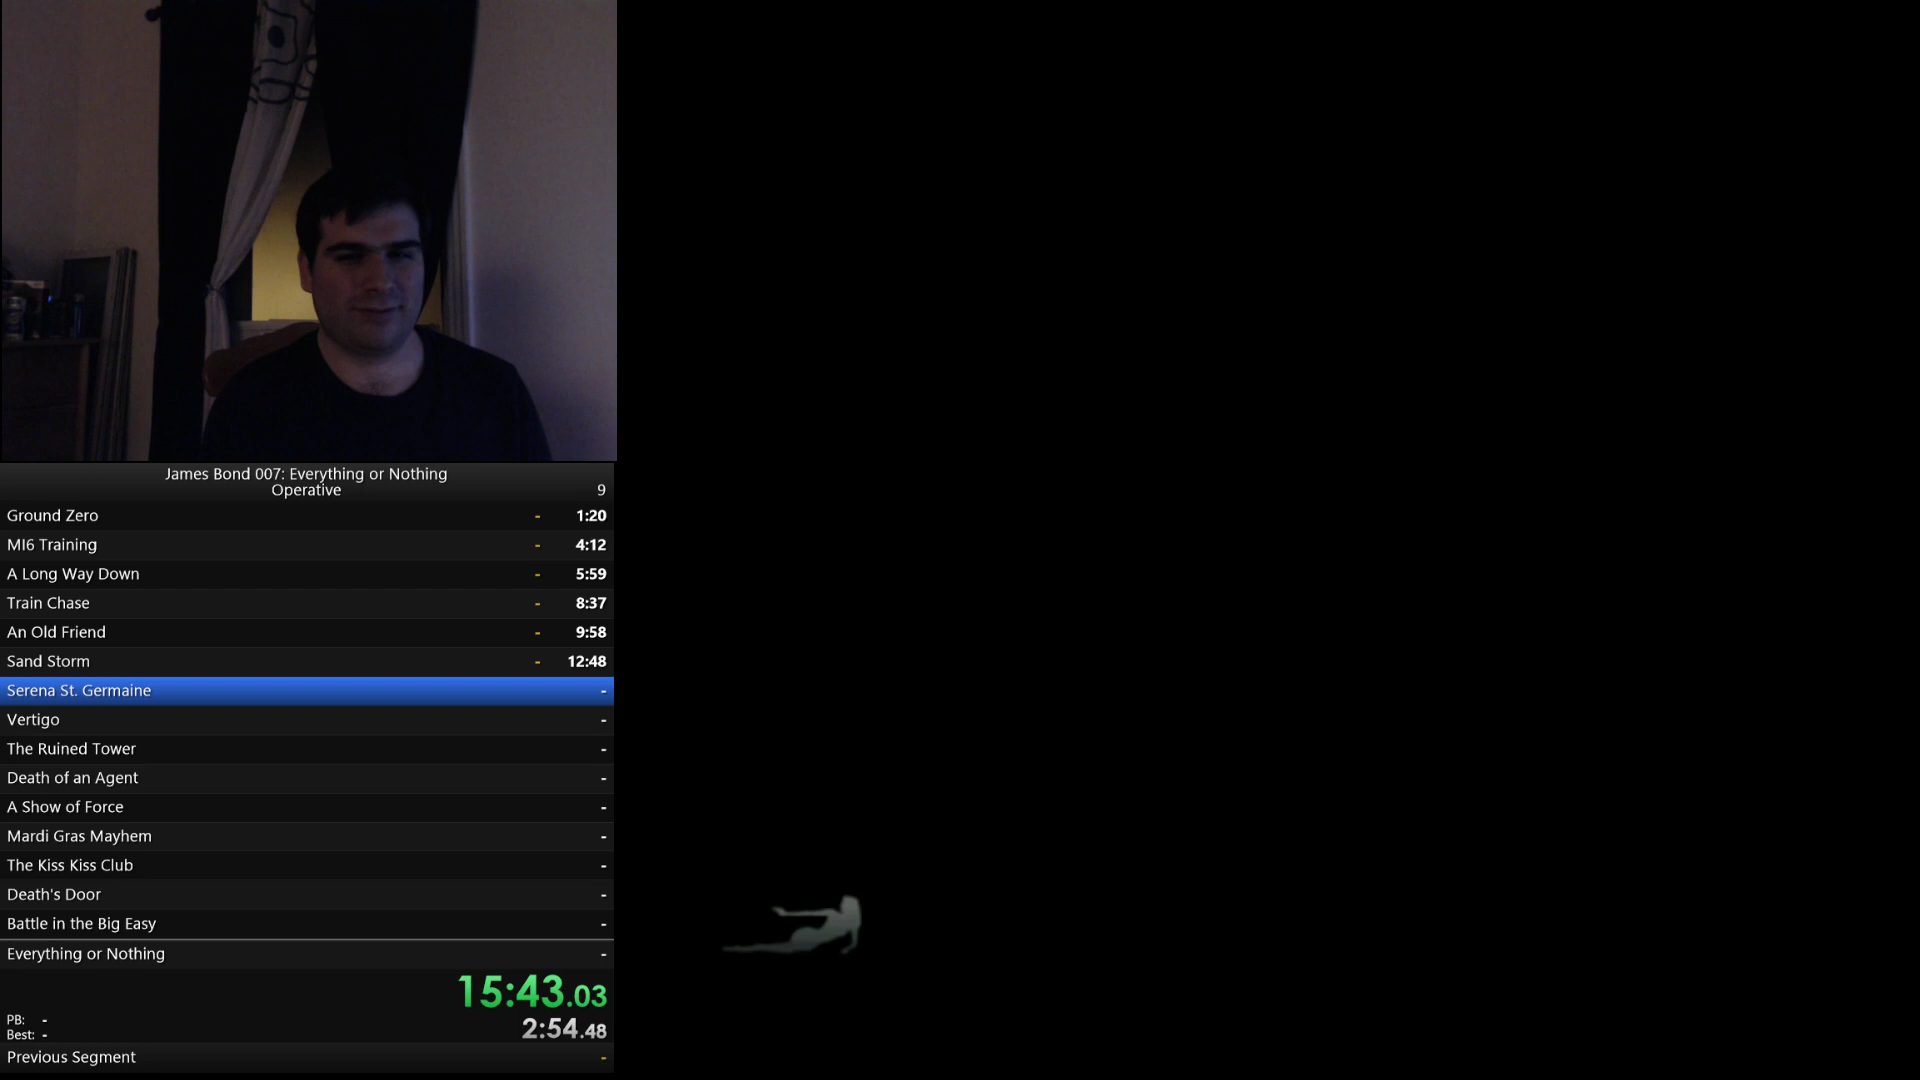 James Bond 007: Everything or Nothing
Operative 9
Ground Zero - 1:20
MI6 Training - 4:12
A Long Way Down - 5:59
Train Chase - 8:37
An Old Friend - 9:58
Sand Storm - 12:48
Serena St. Germaine -
Vertigo -
The Ruined Tower -
Death of an Agent -
A Show of Force -
Mardi Gras Mayhem -
The Kiss Kiss Club -
Death's Door -
Battle in the Big Easy -
Everything or Nothing -
15:43.03
PB: -
Best: -
2:54.48
Previous Segment -